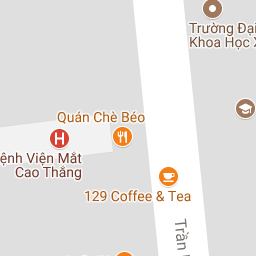 Trường Đại
Khoa Học X
Quán Chè Béo
H
ệnh Viện Mắt
Cao Thắng
129 Coffee & Tea
Trần